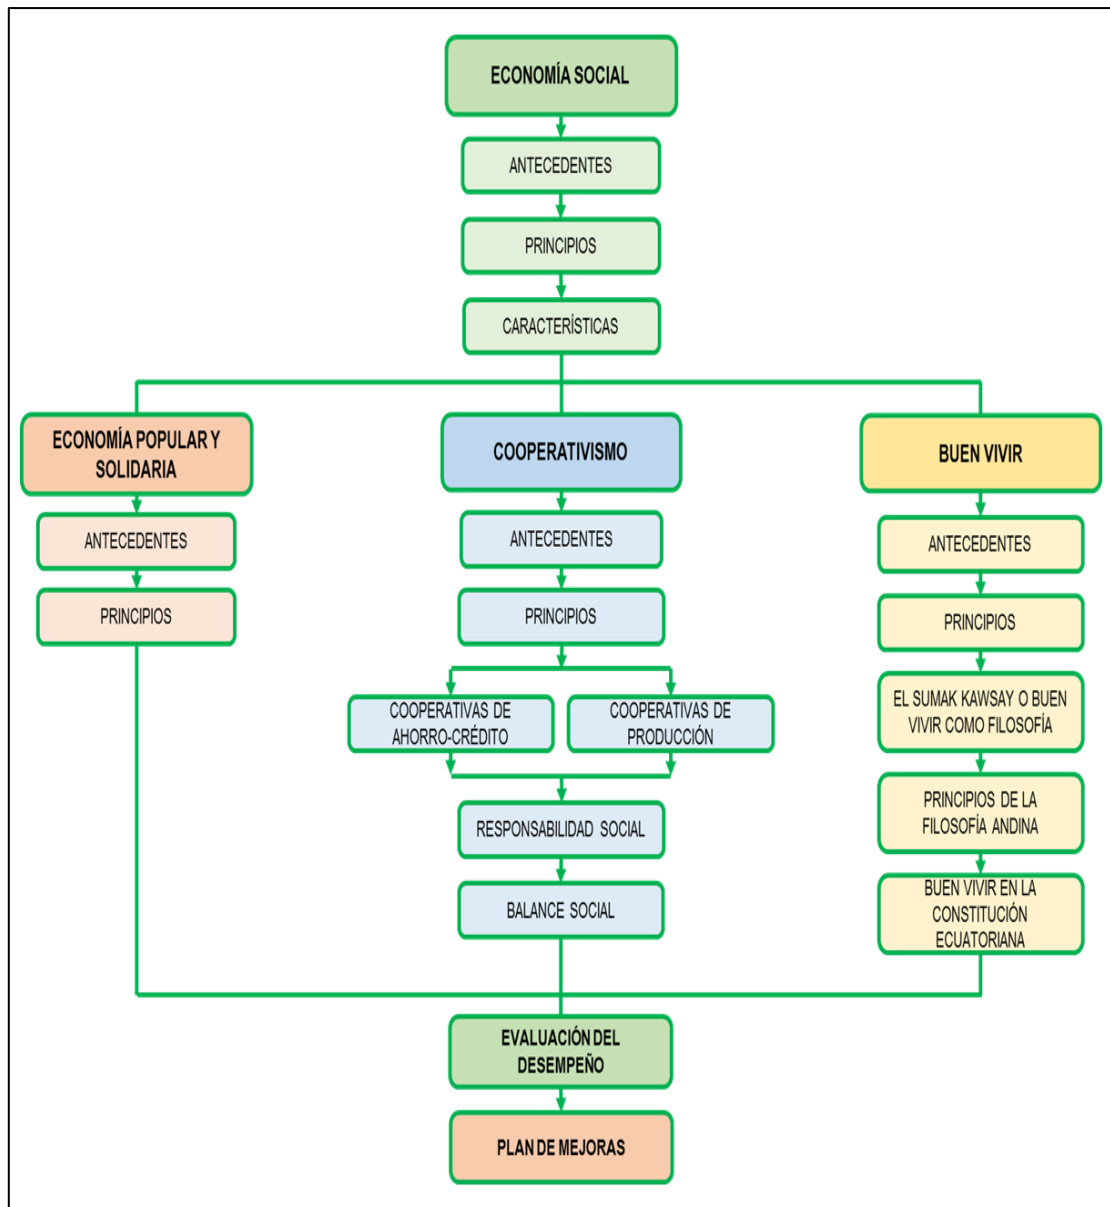 ECONOMÍA SOCIAL
ANTECEDENTES
PRINCIPIOS
CARACTERÍSTICAS
ECONOMÍA POPULAR Y
SOLIDARIA
ANTECEDENTES
PRINCIPIOS
COOPERATIVISMO
ANTECEDENTES
PRINCIPIOS
COOPERATIVAS DE
AHORRO-CRÉDITO
COOPERATIVAS DE
PRODUCCIÓN
RESPONSABILIDAD SOCIAL
BALANCE SOCIAL
BUEN VIVIR
ANTECEDENTES
PRINCIPIOS
EL SUMAK KAWSAY O BUEN
VIVIR COMO FILOSOFÍA
PRINCIPIOS DE LA
FILOSOFÍA ANDINA
BUEN VIVIR EN LA
CONSTITUCIÓN
ECUATORIANA
EVALUACIÓN DEL
DESEMPEÑO
PLAN DE MEJORAS